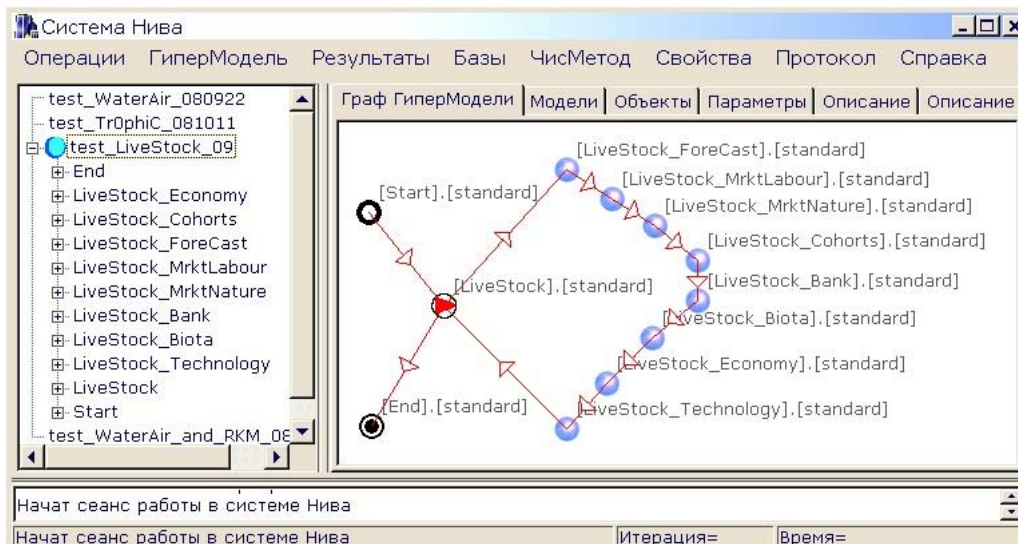 Система Нива
Операции ГиперМодель Результаты Базы ЧисМетод Свойства Протокол Справка
test_WaterAir_080922
test_Tr0phiC_081011
test_LiveStock_09
End
LiveStock_Economy
LiveStock_Cohorts
LiveStock_ForeCast
LiveStock_MrktLabour
LiveStock_MrktNature
LiveStock_Bank
LiveStock_Biota
LiveStock_Technology
LiveStock
Start
test_WaterAir_and_RKM_08
Граф ГиперМодели Модели Объекты Параметры Описание Описание
[LiveStock_ForeCast].[standard]
[LiveStock_MrktLabour].[standard]
[Start].[standard]
[LiveStock_MrktNature].[standard]
[LiveStock_Cohorts].[standard]
[LiveStock].[standard]
[LiveStock_Bank].[standard]
[LiveStock_Biota].[standard]
[LiveStock_Economy].[standard]
[End].[standard]
[LiveStock_Technology].[standard]
Начат сеанс работы в системе Нива
Начат сеанс работы в системе Нива Итерация= Время=